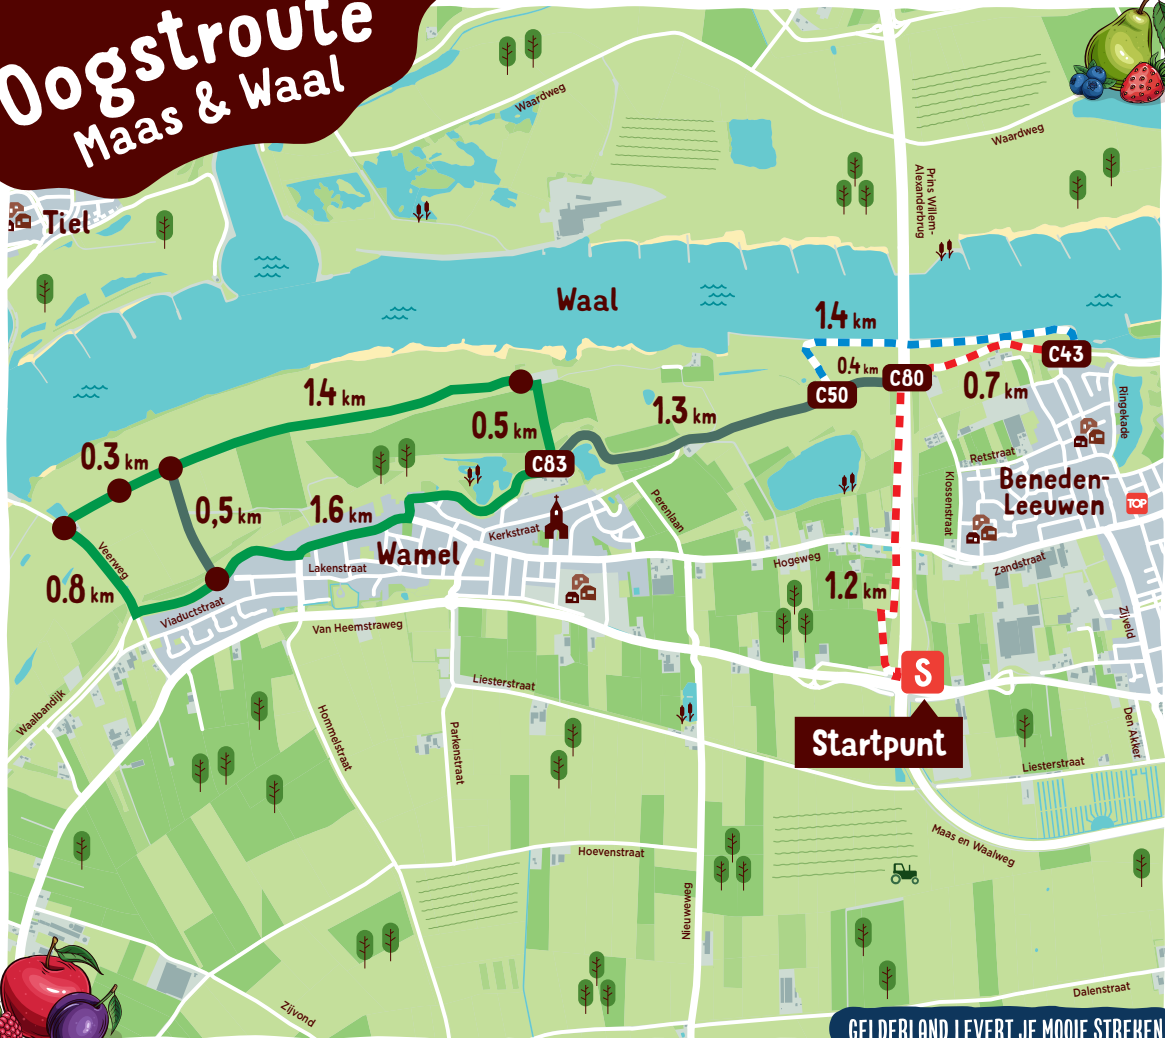 Oogstroute
Maas & Waal
Waardweg
Waardweg
Prins Willem-
Alexanderbrug
Tiel
Waal
1.4 km
0.4 km
C80
C43
C50
0.7 km
1.4 km
1.3 km
0.5 km
C83
0.3 km
0,5 km
1.6 km
Ringekade
Retstraat
Klossenstraat
Beneden-
Leeuwen
TOP
Perenlaan
Kerkstraat
Wamel
Hogeweg
Zandstraat
Veerweg
Lakenstraat
0.8 km
1.2 km
Viaductstraat
Van Heemstraweg
Zijveld
S
Startpunt
Liesterstraat
Waalbandijk
Hommelstraat
Parkenstraat
Den Akker
Liesterstraat
Maas en Waalweg
Hoevenstraat
Nieuweweg
Zijvond
Dalenstraat
GELDERLAND LEVERT JE MOOIE STREKEN